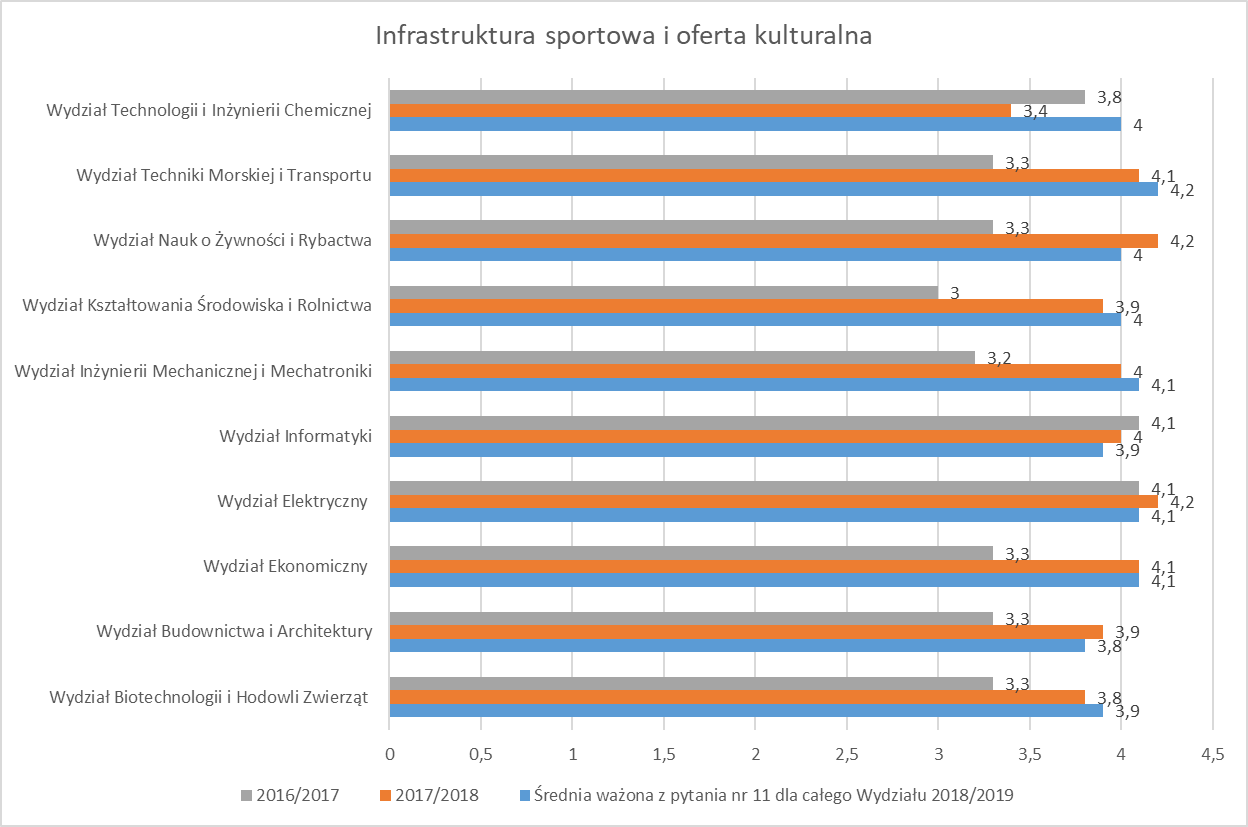 Infrastruktura sportowa i oferta kulturalna
Wydział Technologii i Inżynierii Chemicznej
3,8
3,4
4
Wydział Techniki Morskiej i Transportu
3,3
4,1
4,2
Wydział Nauk o Żywności i Rybactwa
3,3
4,2
4
Wydział Kształtowania Środowiska i Rolnictwa
3
3,9
4
Wydział Inżynierii Mechanicznej i Mechatroniki
3,2
4
4,1
Wydział Informatyki
4,1
4
3,9
Wydział Elektryczny
4,1
4,2
4,1
Wydział Ekonomiczny
3,3
4,1
4,1
Wydział Budownictwa i Architektury
3,3
3,9
3,8
Wydział Biotechnologii i Hodowli Zwierząt
3,3
3,8
3,9
0 0,5 1 1,5 2 2,5 3 3,5 4 4,5
2016/2017 2017/2018 Średnia ważona z pytania nr 11 dla całego Wydziału 2018/2019